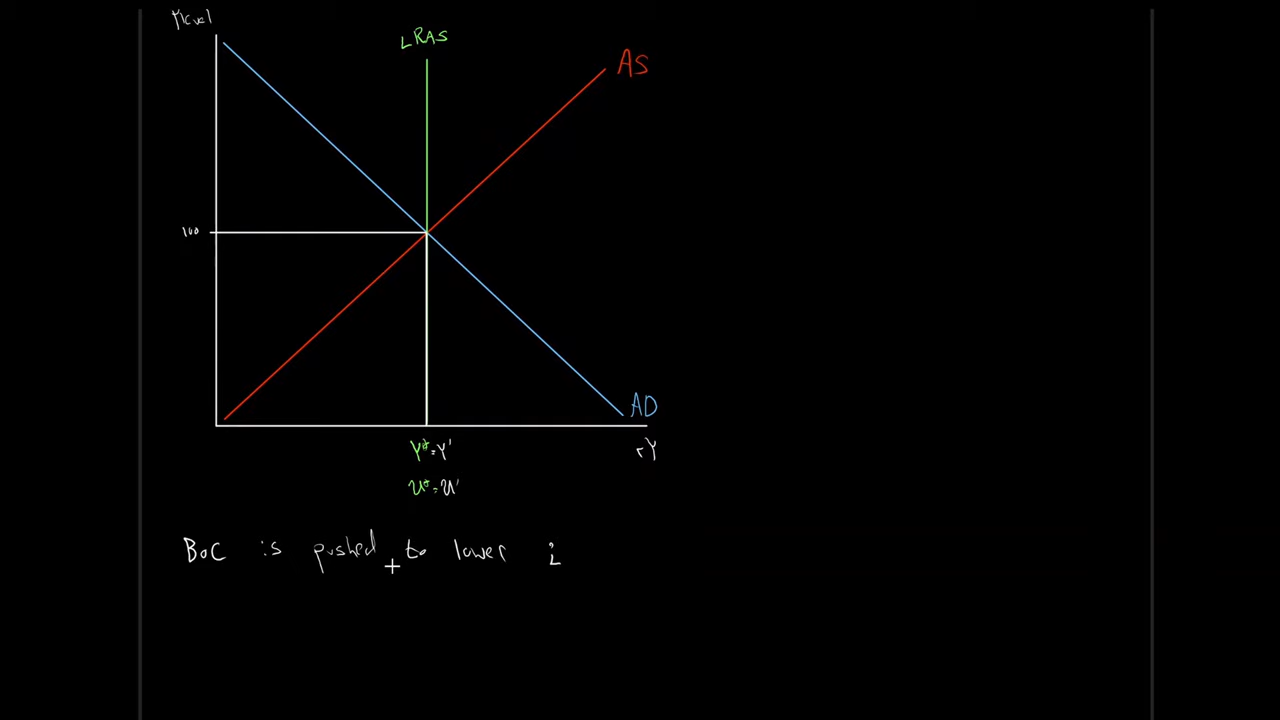 Plevel
LRAS
AS
100
AD
Y*=Y'
rY
U*=U'
BoC is pushed to lower i